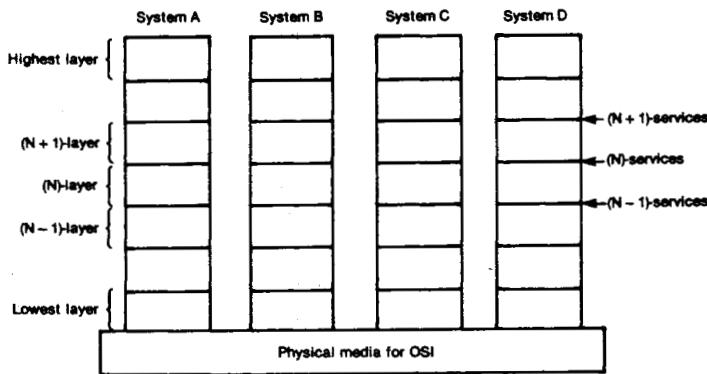 System A
System B
System C
System D
Highest layer
(N + 1)-layer
(N)-layer
(N – 1)-layer
Lowest layer
(N + 1)-services
(N)-services
(N – 1)-services
Physical media for OSI